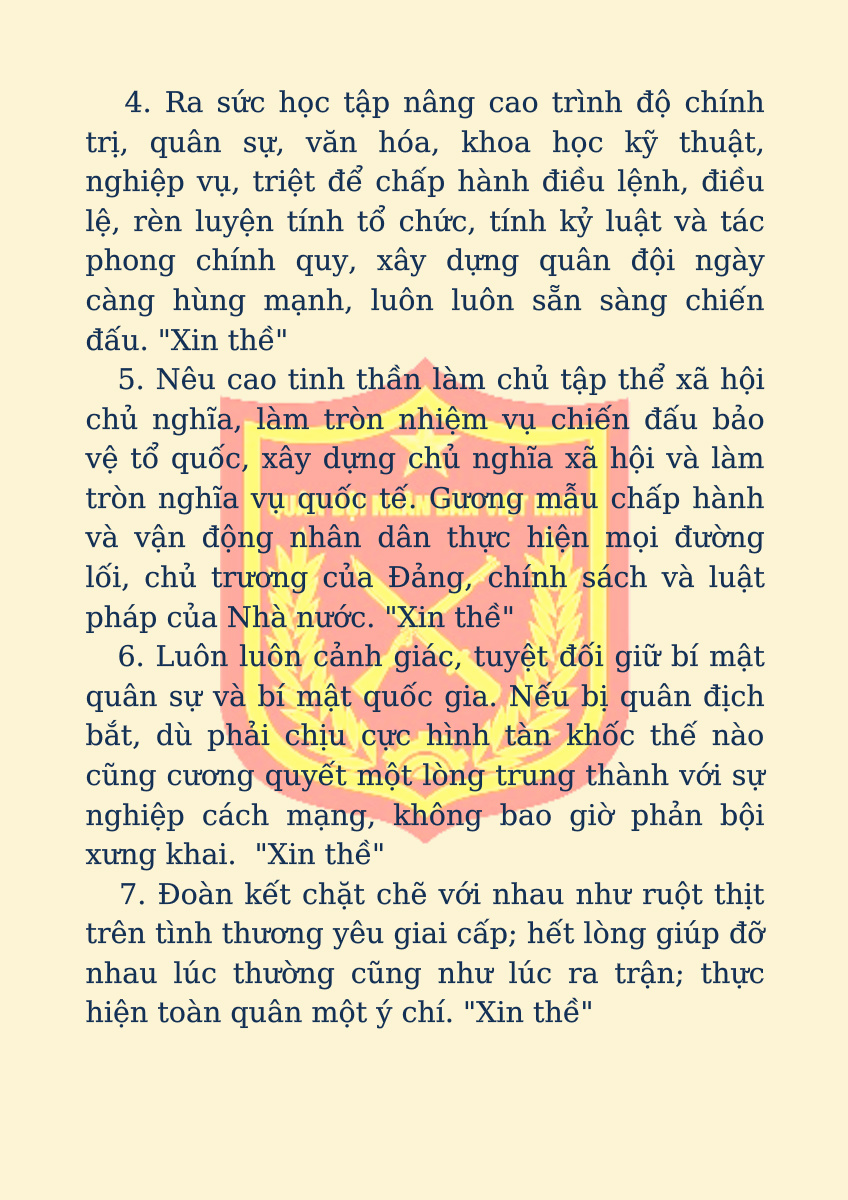 4. Ra sức học tập nâng cao trình độ chính
trị, quân sự, văn hóa, khoa học kỹ thuật,
nghiệp vụ, triệt để chấp hành điều lệnh, điều
lệ, rèn luyện tính tổ chức, tính kỷ luật và tác
phong chính quy, xây dựng quân đội ngày
càng hùng mạnh, luôn luôn sẵn sàng chiến
đấu. "Xin thề"
5. Nêu cao tinh thần làm chủ tập thể xã hội
chủ nghĩa, làm tròn nhiệm vụ chiến đấu bảo
vệ tổ quốc, xây dựng chủ nghĩa xã hội và làm
tròn nghĩa vụ quốc tế. Gương mẫu chấp hành
và vận động nhân dân thực hiện mọi đường
lối, chủ trương của Đảng, chính sách và luật
pháp của Nhà nước. "Xin thề"
6. Luôn luôn cảnh giác, tuyệt đối giữ bí mật
quân sự và bí mật quốc gia. Nếu bị quân địch
bắt, dù phải chịu cực hình tàn khốc thế nào
cũng cương quyết một lòng trung thành với sự
nghiệp cách mạng, không bao giờ phản bội
xưng khai. "Xin thề"
7. Đoàn kết chặt chẽ với nhau như ruột thịt
trên tình thương yêu giai cấp; hết lòng giúp đỡ
nhau lúc thường cũng như lúc ra trận; thực
hiện toàn quân một ý chí. "Xin thề"